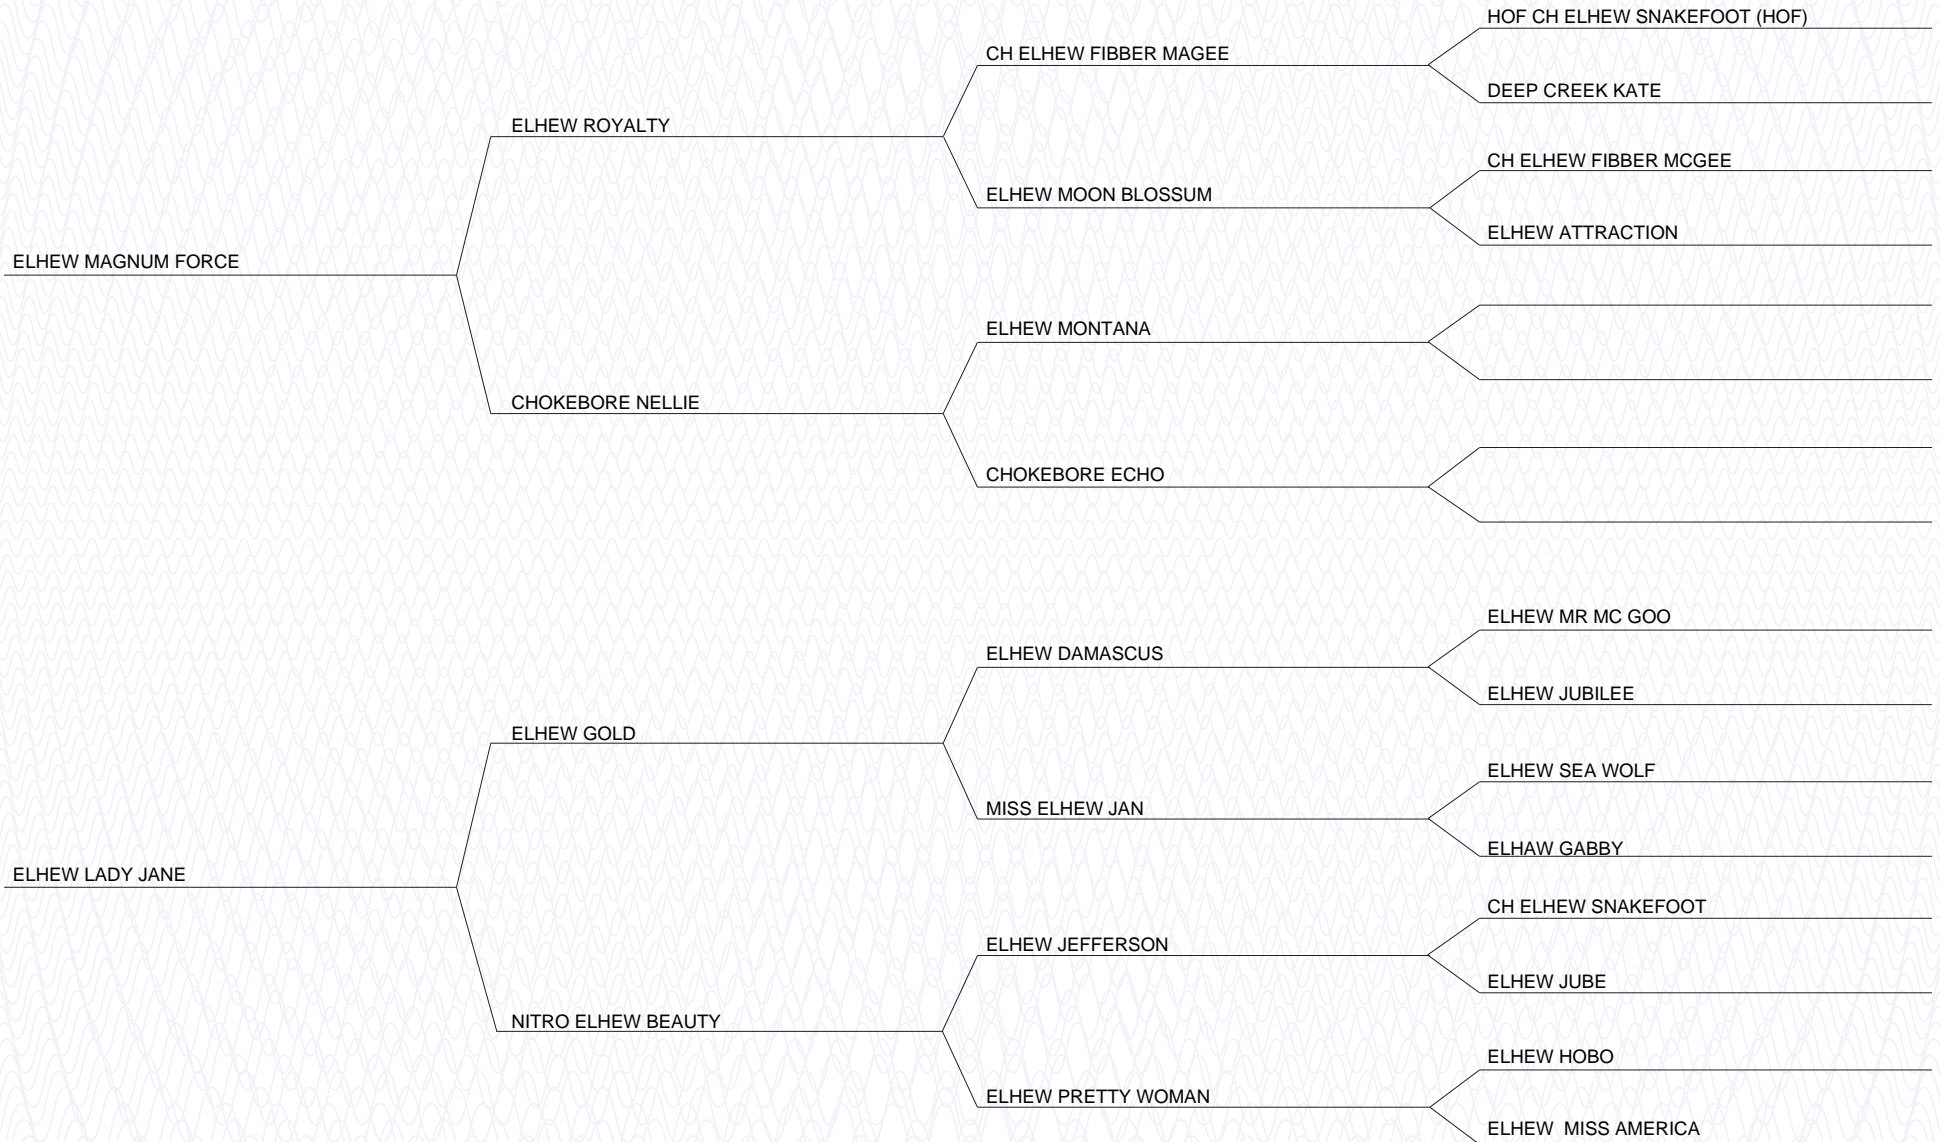 HOF CH ELHEW SNAKEFOOT (HOF)
CH ELHEW FIBBER MAGEE
DEEP CREEK KATE
ELHEW ROYALTY
CH ELHEW FIBBER MCGEE
ELHEW MOON BLOSSUM
ELHEW ATTRACTION
ELHEW MAGNUM FORCE
ELHEW MONTANA
CHOKEBORE NELLIE
CHOKEBORE ECHO
ELHEW MR MC GOO
ELHEW DAMASCUS
ELHEW JUBILEE
ELHEW GOLD
ELHEW SEA WOLF
MISS ELHEW JAN
ELHAW GABBY
ELHEW LADY JANE
CH ELHEW SNAKEFOOT
ELHEW JEFFERSON
ELHEW JUBE
NITRO ELHEW BEAUTY
ELHEW HOBO
ELHEW PRETTY WOMAN
ELHEW  MISS AMERICA